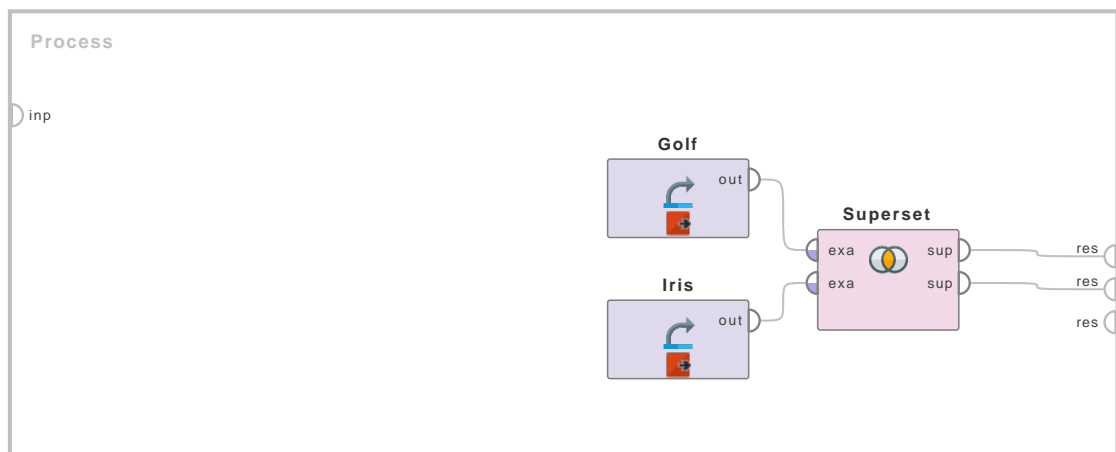 Process
inp
Golf
out
Superset
exa sup res
exa sup res
Iris
out res